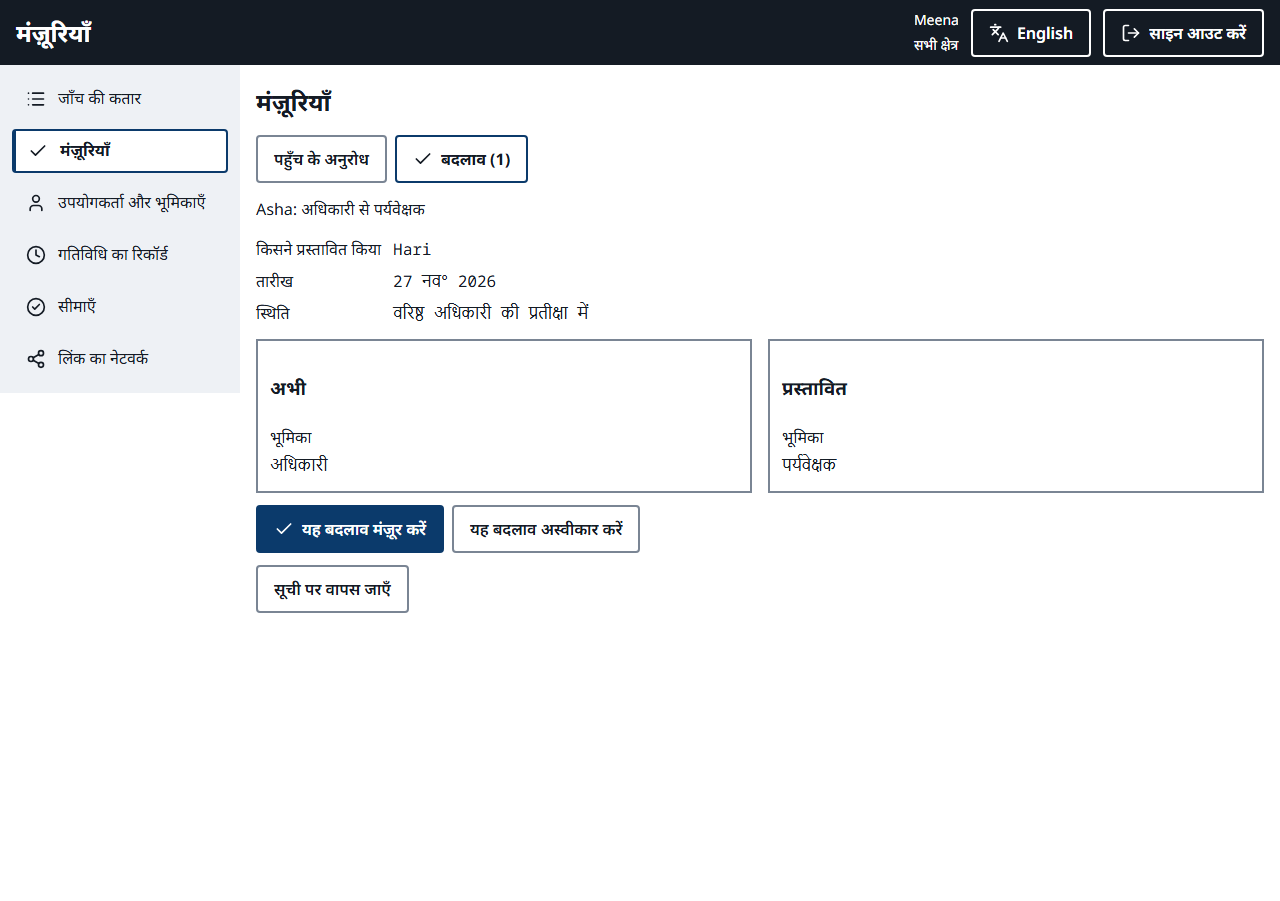 मंज़ूरियाँ
Meena
सभी क्षेत्र
English
साइन आउट करें
जाँच की कतार
मंज़ूरियाँ
उपयोगकर्ता और भूमिकाएँ
गतिविधि का रिकॉर्ड
सीमाएँ
लिंक का नेटवर्क
मंज़ूरियाँ
पहुँच के अनुरोध
बदलाव (1)
Asha: अधिकारी से पर्यवेक्षक
किसने प्रस्तावित किया Hari
तारीख 27 नव॰ 2026
स्थिति वरिष्ठ अधिकारी की प्रतीक्षा में
अभी
भूमिका
अधिकारी
प्रस्तावित
भूमिका
पर्यवेक्षक
यह बदलाव मंज़ूर करें
यह बदलाव अस्वीकार करें
सूची पर वापस जाएँ